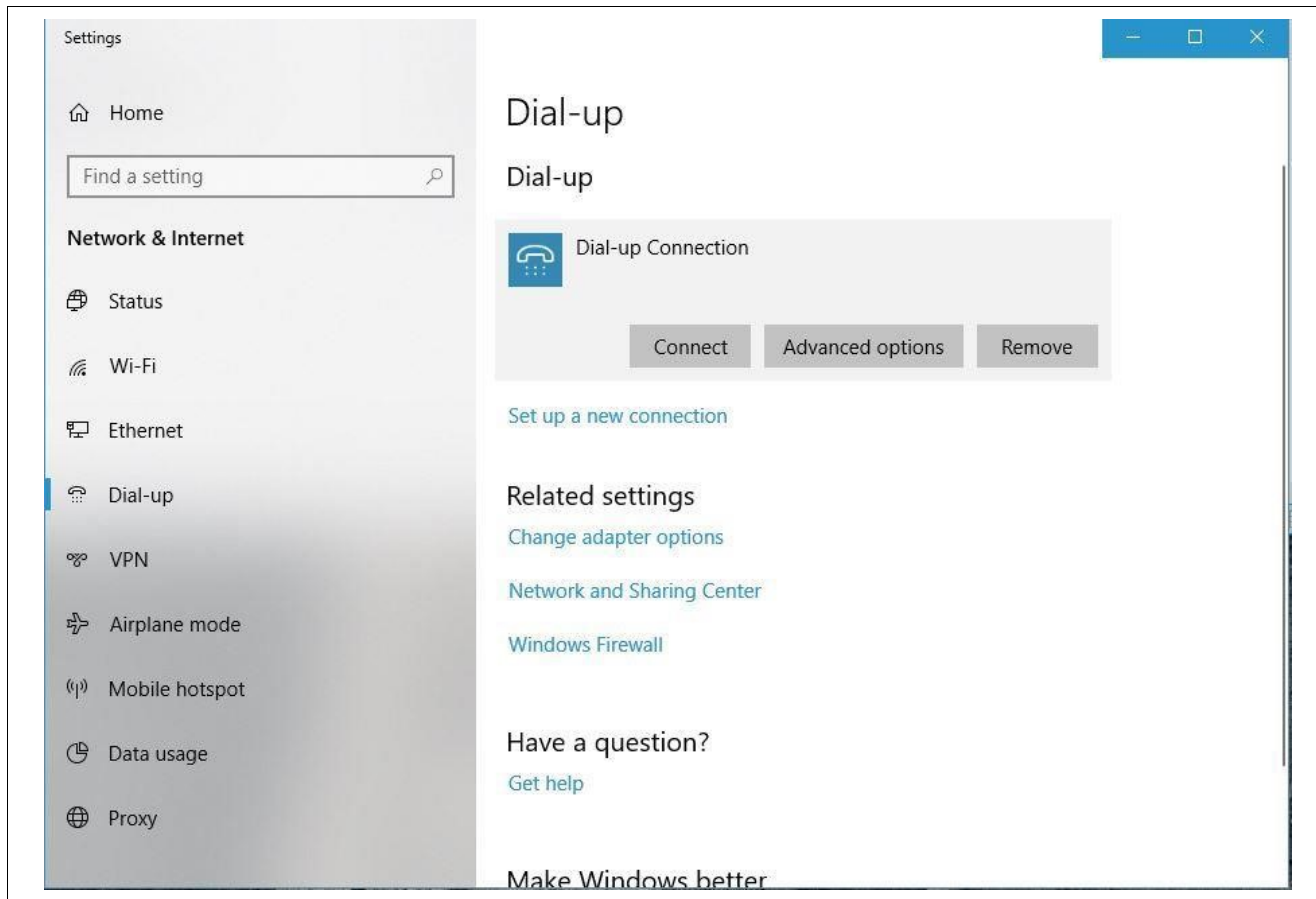 Settings
Home
Find a setting
Network & Internet
Status
Wi-Fi
Ethernet
Dial-up
VPN
Airplane mode
Mobile hotspot
Data usage
Proxy
Dial-up
Dial-up
Dial-up Connection
Connect Advanced options Remove
Set up a new connection
Related settings
Change adapter options
Network and Sharing Center
Windows Firewall
Have a question?
Get help
Make Windows better